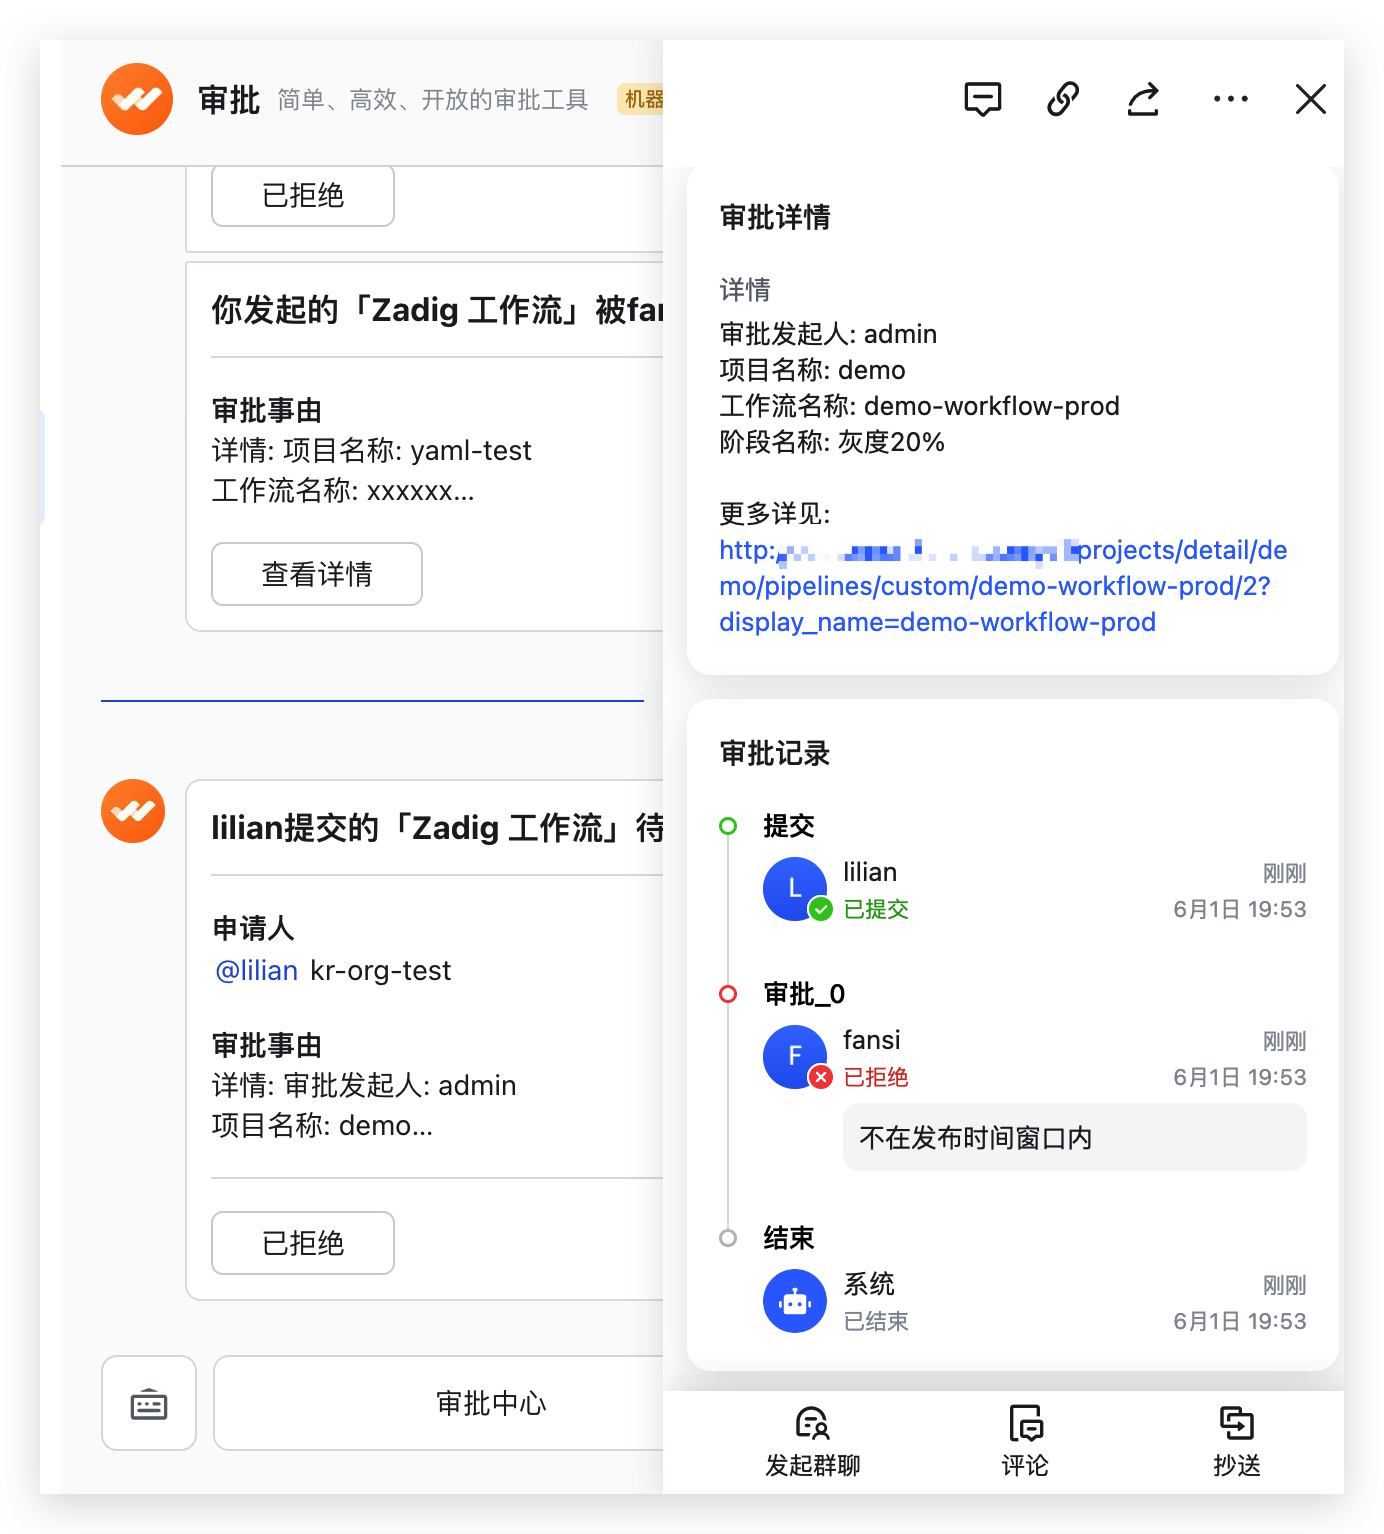 审批 简单、高效、开放的审批工具 机器
已拒绝
你发起的「Zadig 工作流」被fan
审批事由
详情: 项目名称: yaml-test
工作流名称: xxxxxx...
查看详情
lilian提交的「Zadig 工作流」待
申请人
@lilian kr-org-test
审批事由
详情: 审批发起人: admin
项目名称: demo...
已拒绝
审批中心
审批详情
详情
审批发起人: admin
项目名称: demo
工作流名称: demo-workflow-prod
阶段名称: 灰度20%
更多详见:
http:/ projects/detail/de
mo/pipelines/custom/demo-workflow-prod/2?
display_name=demo-workflow-prod
审批记录
提交
L
lilian 刚刚
已提交 6月1日 19:53
审批_0
F
fansi 刚刚
已拒绝 6月1日 19:53
不在发布时间窗口内
结束
系统 刚刚
已结束 6月1日 19:53
发起群聊 评论 抄送